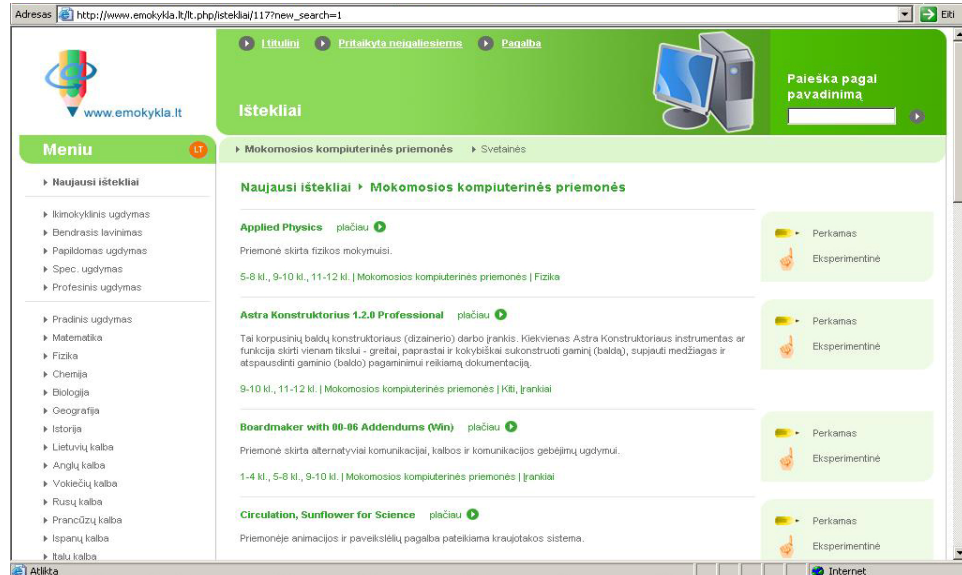 Adresas http://www.emokykla.lt/lt.php/istekliai/117?new_search=1 Eiti
www.emokykla.lt
Į titulinį Pritaikyta neįgaliesiems Pagalba
Ištekliai
Paieška pagal
pavadinimą
Meniu LT
Mokomosios kompiuterinės priemonės Svetainės
Naujausi ištekliai
Ikimokyklinis ugdymas
Bendrasis lavinimas
Papildomas ugdymas
Spec. ugdymas
Profesinis ugdymas
Pradinis ugdymas
Matematika
Fizika
Chemija
Biologija
Geografija
Istorija
Lietuvių kalba
Anglų kalba
Vokiečių kalba
Rusų kalba
Prancūzų kalba
Ispanų kalba
Italų kalba
Naujausi ištekliai Mokomosios kompiuterinės priemonės
Applied Physics plačiau
Priemonė skirta fizikos mokymuisi.
5-8 kl., 9-10 kl., 11-12 kl. | Mokomosios kompiuterinės priemonės | Fizika
Perkamas
Eksperimentinė
Astra Konstruktorius 1.2.0 Professional plačiau
Tai korpusinių baldų konstruktoriaus (dizainerio) darbo įrankis. Kiekvienas Astra Konstruktoriaus instrumentas ar
funkcija skirti vienam tikslui - greitai, paprastai ir kokybiškai sukonstruoti gaminį (baldą), supjauti medžiagas ir
atspausdinti gaminio (baldo) pagaminimui reikiamą dokumentaciją.
9-10 kl., 11-12 kl. | Mokomosios kompiuterinės priemonės | Kiti, Įrankiai
Perkamas
Eksperimentinė
Boardmaker with 00-06 Addendums (Win) plačiau
Priemonė skirta alternatyviai komunikacijai, kalbos ir komunikacijos gebėjimų ugdymui.
1-4 kl., 5-8 kl., 9-10 kl. | Mokomosios kompiuterinės priemonės | Įrankiai
Perkamas
Eksperimentinė
Circulation, Sunflower for Science plačiau
Priemonėje animacijos ir paveikslėlių pagalba pateikiama kraujotakos sistema.
Perkamas
Eksperimentinė
Atlikta Internet